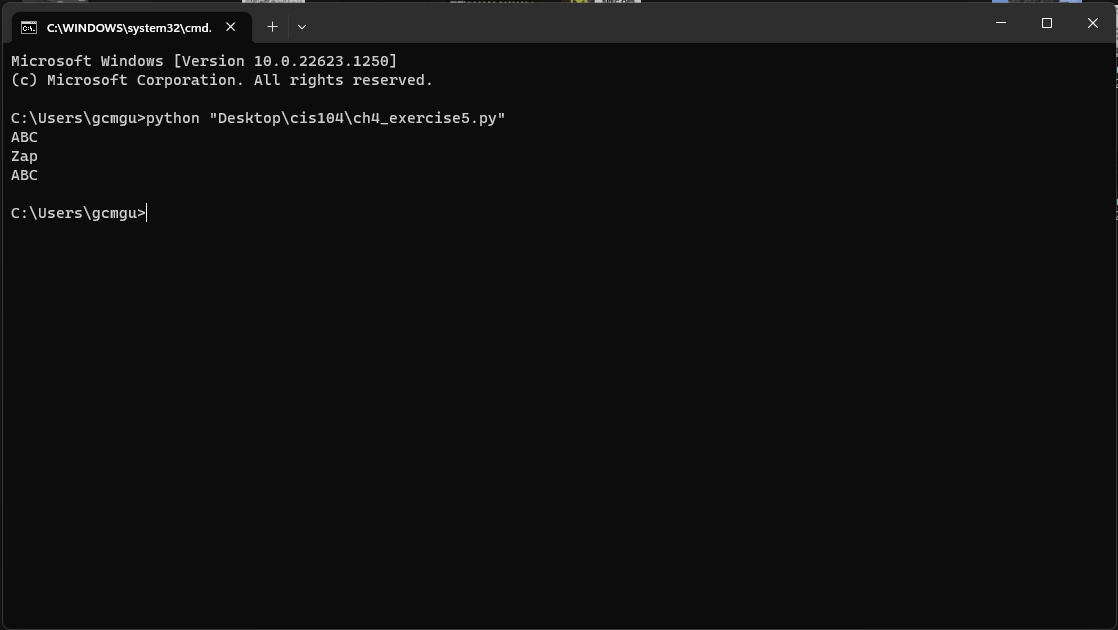 C:\WINDOWS\system32\cmd.
Microsoft Windows [Version 10.0.22623.1250]
(c) Microsoft Corporation. All rights reserved.
C:\Users\gcmgu>python "Desktop\cis104\ch4_exercise5.py"
ABC
Zap
ABC
C:\Users\gcmgu>